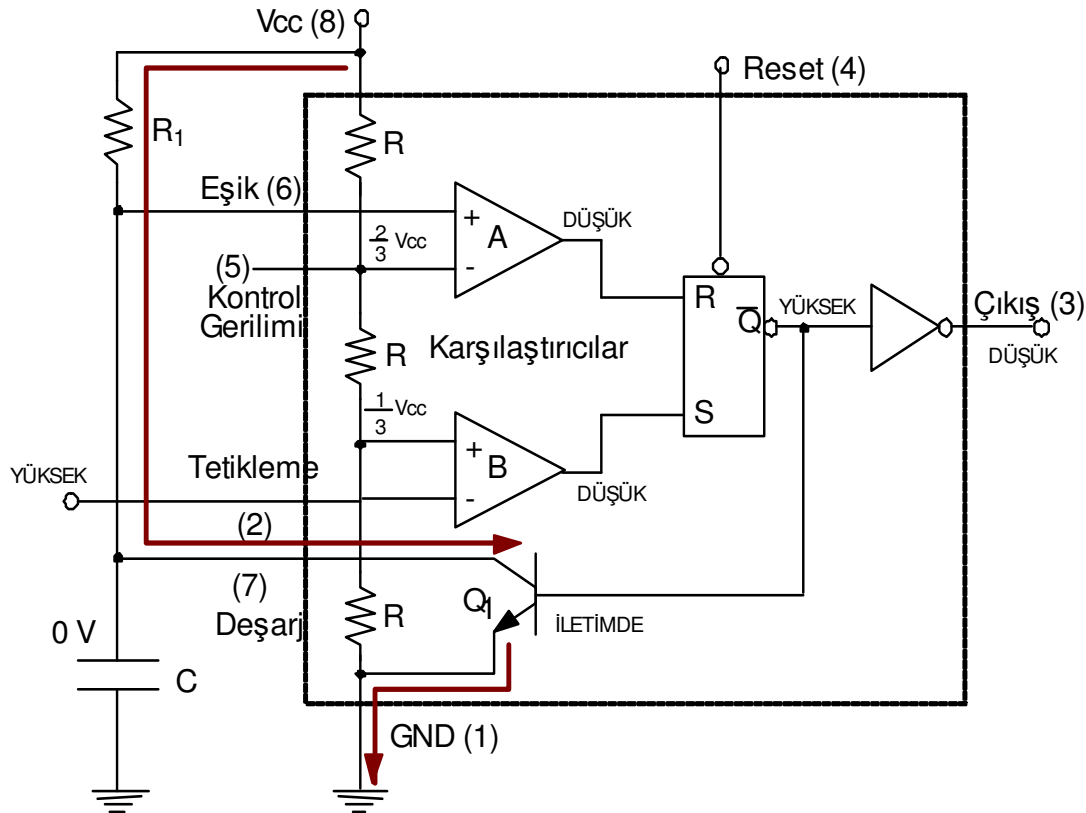 Vcc (8)
Reset (4)
R1
R
Eşik (6)
+
A
DÜŞÜK
2/3 Vcc
(5)
-
Kontrol
Gerilimi
R
Q̅
YÜKSEK
Çıkış (3)
DÜŞÜK
R
Karşılaştırıcılar
1/3 Vcc
S
+
B
Tetikleme
-
DÜŞÜK
YÜKSEK
(2)
(7)
Deşarj
R
Q1
İLETİMDE
0 V
C
GND (1)